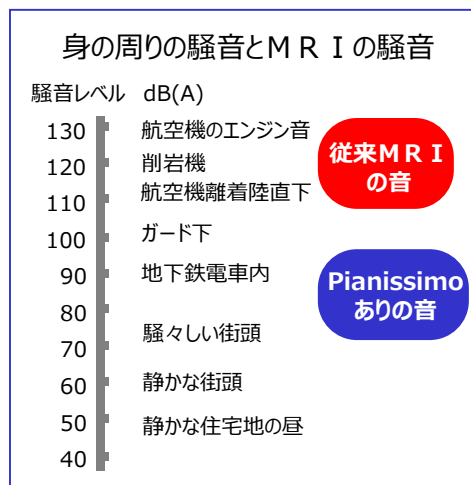 身の周りの騒音とＭＲＩの騒音
騒音レベル dB(A)
130 航空機のエンジン音
120 削岩機
110 航空機離着陸直下
100 ガード下
90 地下鉄電車内
80
70 騒々しい街頭
60 静かな街頭
50 静かな住宅地の昼
40
従来ＭＲＩ
の音
Pianissimo
ありの音